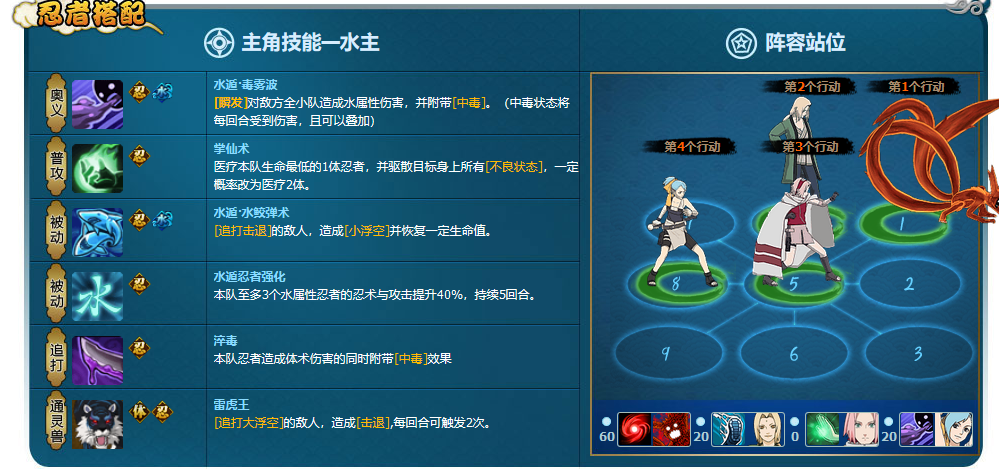 忍者搭配
主角技能—水主
奥义
忍
水遁·毒雾波
[瞬发]对敌方全小队造成水属性伤害，并附带[中毒]。（中毒状态将
每回合受到伤害，且可以叠加）
普攻
忍
掌仙术
医疗本队生命最低的1体忍者，并驱散目标身上所有[不良状态]，一定
概率改为医疗2体。
被动
忍
水遁·水鲛弹术
[追打击退]的敌人，造成[小浮空]并恢复一定生命值。
被动
水
忍
水遁忍者强化
本队至多3个水属性忍者的忍术与攻击提升40%，持续5回合。
追打
忍
淬毒
本队忍者造成体术伤害的同时附带[中毒]效果
通灵兽
体 忍
雷虎王
[追打大浮空]的敌人，造成[击退],每回合可触发2次。
阵容站位
第2个行动
第1个行动
第4个行动
第3个行动
1
8
5
2
9
6
3
60
20
0
20